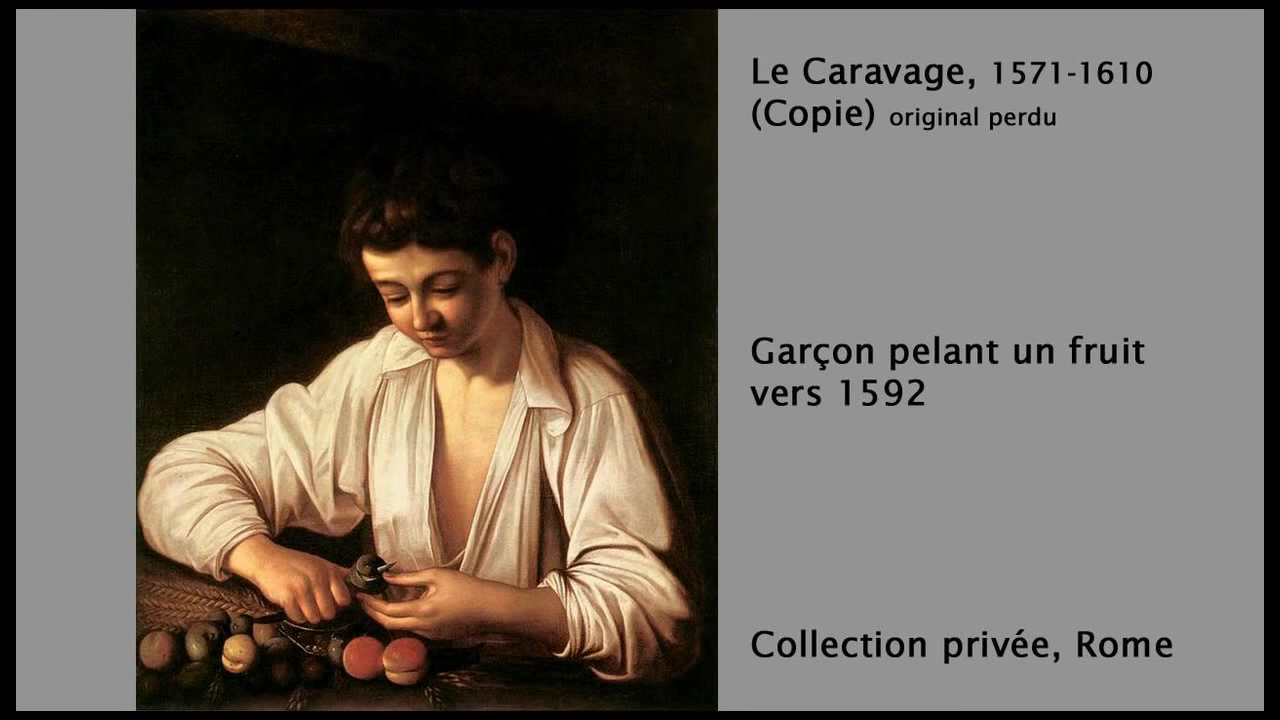 Le Caravage, 1571-1610
(Copie) original perdu
Garçon pelant un fruit
vers 1592
Collection privée, Rome